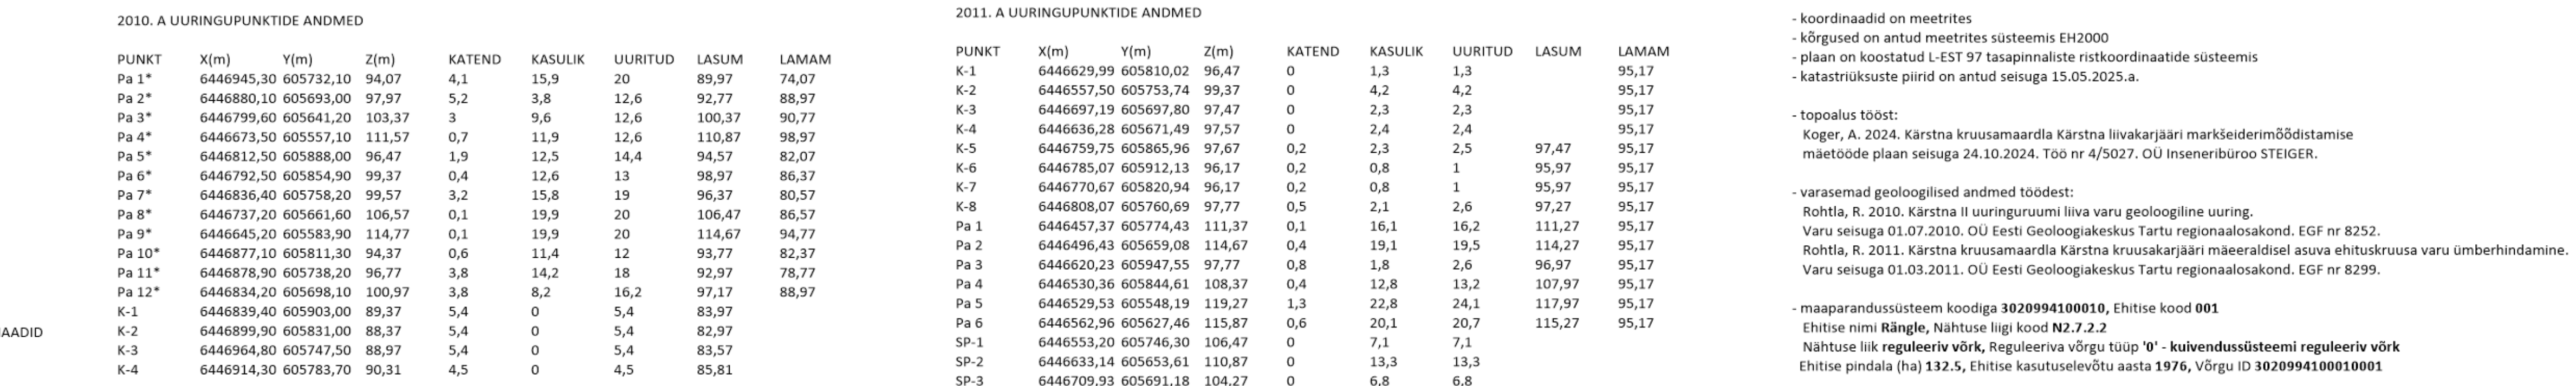 2010. A UURINGUPUNKTIDE ANDMED
PUNKT X(m) Y(m) Z(m) KATEND KASULIK UURITUD LASUM LAMAM
Pa 1* 6446945,30 605732,10 94,07 4,1 15,9 20 89,97 74,07
Pa 2* 6446880,10 605693,00 97,97 5,2 3,8 12,6 92,77 88,97
Pa 3* 6446799,60 605641,20 103,37 3 9,6 12,6 100,37 90,77
Pa 4* 6446673,50 605557,10 111,57 0,7 11,9 12,6 110,87 98,97
Pa 5* 6446812,50 605888,00 96,47 1,9 12,5 14,4 94,57 82,07
Pa 6* 6446792,50 605854,90 99,37 0,4 12,6 13 98,97 86,37
Pa 7* 6446836,40 605758,20 99,57 3,2 15,8 19 96,37 80,57
Pa 8* 6446737,20 605661,60 106,57 0,1 19,9 20 106,47 86,57
Pa 9* 6446645,20 605583,90 114,77 0,1 19,9 20 114,67 94,77
Pa 10* 6446877,10 605811,30 94,37 0,6 11,4 12 93,77 82,37
Pa 11* 6446878,90 605738,20 96,77 3,8 14,2 18 92,97 78,77
Pa 12* 6446834,20 605698,10 100,97 3,8 8,2 16,2 97,17 88,97
K-1 6446839,40 605903,00 89,37 5,4 0 5,4 83,97
K-2 6446899,90 605831,00 88,37 5,4 0 5,4 82,97
K-3 6446964,80 605747,50 88,97 5,4 0 5,4 83,57
K-4 6446914,30 605783,70 90,31 4,5 0 4,5 85,81
AADID
2011. A UURINGUPUNKTIDE ANDMED
PUNKT X(m) Y(m) Z(m) KATEND KASULIK UURITUD LASUM LAMAM
K-1 6446629,99 605810,02 96,47 0 1,3 1,3 95,17
K-2 6446557,50 605753,74 99,37 0 4,2 4,2 95,17
K-3 6446697,19 605697,80 97,47 0 2,3 2,3 95,17
K-4 6446636,28 605671,49 97,57 0 2,4 2,4 95,17
K-5 6446759,75 605865,96 97,67 0,2 2,3 2,5 97,47 95,17
K-6 6446785,07 605912,13 96,17 0,2 0,8 1 95,97 95,17
K-7 6446770,67 605820,94 96,17 0,2 0,8 1 95,97 95,17
K-8 6446808,07 605760,69 97,77 0,5 2,1 2,6 97,27 95,17
Pa 1 6446457,37 605774,43 111,37 0,1 16,1 16,2 111,27 95,17
Pa 2 6446496,43 605659,08 114,67 0,4 19,1 19,5 114,27 95,17
Pa 3 6446620,23 605947,55 97,77 0,8 1,8 2,6 96,97 95,17
Pa 4 6446530,36 605844,61 108,37 0,4 12,8 13,2 107,97 95,17
Pa 5 6446529,53 605548,19 119,27 1,3 22,8 24,1 117,97 95,17
Pa 6 6446562,96 605627,46 115,87 0,6 20,1 20,7 115,27 95,17
SP-1 6446553,20 605746,30 106,47 0 7,1 7,1
SP-2 6446633,14 605653,61 110,87 0 13,3 13,3
SP-3 6446709,93 605691,18 104,27 0 6,8 6,8
- koordinaadid on meetrites
- kõrgused on antud meetrites süsteemis EH2000
- plaan on koostatud L-EST 97 tasapinnaliste ristkoordinaatide süsteemis
- katastriüksuste piirid on antud seisuga 15.05.2025.a.
- topoalus tööst:
Koger, A. 2024. Kärstna kruusamaardla Kärstna liivakarjääri markšeiderimõõdistamise
mäetööde plaan seisuga 24.10.2024. Töö nr 4/5027. OÜ Inseneribüroo STEIGER.
- varasemad geoloogilised andmed töödest:
Rohtla, R. 2010. Kärstna II uuringuruumi liiva varu geoloogiline uuring.
Varu seisuga 01.07.2010. OÜ Eesti Geoloogiakeskus Tartu regionaalosakond. EGF nr 8252.
Rohtla, R. 2011. Kärstna kruusamaardla Kärstna kruusakarjääri mäeeraldisel asuva ehituskruusa varu ümberhindamine.
Varu seisuga 01.03.2011. OÜ Eesti Geoloogiakeskus Tartu regionaalosakond. EGF nr 8299.
- maaparandussüsteem koodiga 3020994100010, Ehitise kood 001
Ehitise nimi Rängle, Nähtuse liigi kood N2.7.2.2
Nähtuse liik reguleeriv võrk, Reguleeriva võrgu tüüp '0' - kuivendussüsteemi reguleeriv võrk
Ehitise pindala (ha) 132.5, Ehitise kasutuselevõtu aasta 1976, Võrgu ID 3020994100010001